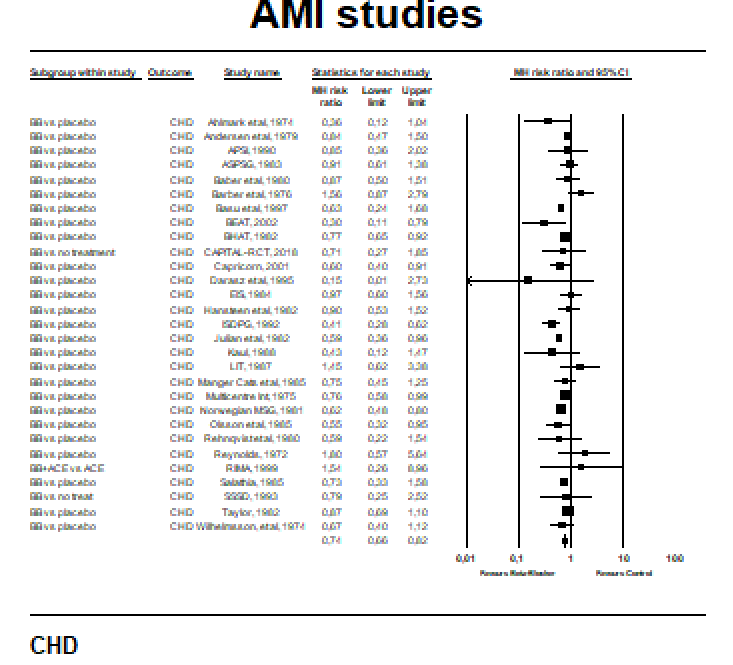 AMI studies
Subgroup within study Outcome Study name Statistics for each study MH risk ratio and 95% CI
MH risk Lower Upper
ratio limit limit
BB vs placebo CHD Ahlmark et al, 1974 0,36 0,12 1,04
BB vs placebo CHD Andersen et al, 1979 0,84 0,47 1,50
BB vs placebo CHD APSI, 1990 0,85 0,36 2,02
BB vs placebo CHD ASPSG, 1983 0,91 0,61 1,38
BB vs placebo CHD Baber et al, 1980 0,87 0,50 1,51
BB vs placebo CHD Barber et al, 1976 1,56 0,87 2,79
BB vs placebo CHD Basu et al, 1997 0,63 0,24 1,68
BB vs placebo CHD BEAT, 2002 0,30 0,11 0,79
BB vs placebo CHD BHAT, 1982 0,77 0,65 0,92
BB vs no treatment CHD CAPITAL-RCT, 2018 0,71 0,27 1,85
BB vs placebo CHD Capricorn, 2001 0,60 0,40 0,91
BB vs placebo CHD Darasz et al, 1995 0,15 0,01 2,73
BB vs placebo CHD EIS, 1984 0,97 0,60 1,56
BB vs placebo CHD Hansteen et al, 1982 0,90 0,53 1,52
BB vs placebo CHD ISDPG, 1992 0,41 0,28 0,62
BB vs placebo CHD Julian et al, 1982 0,59 0,36 0,96
BB vs placebo CHD Kaul, 1988 0,43 0,12 1,47
BB vs placebo CHD LIT, 1987 1,45 0,62 3,38
BB vs placebo CHD Manger Cats et al, 1985 0,75 0,45 1,25
BB vs placebo CHD Multicentre Int, 1975 0,76 0,58 0,99
BB vs placebo CHD Norwegian MSG, 1981 0,62 0,48 0,80
BB vs placebo CHD Olsson et al, 1985 0,55 0,32 0,95
BB vs placebo CHD Rehnqvist et al, 1980 0,59 0,22 1,54
BB vs placebo CHD Reynolds, 1972 1,80 0,57 5,64
BB+ACE vs ACE CHD RIMA, 1999 1,54 0,26 8,96
BB vs placebo CHD Salathia, 1985 0,73 0,33 1,58
BB vs no treat CHD SSSD, 1993 0,79 0,25 2,52
BB vs placebo CHD Taylor, 1982 0,87 0,69 1,10
BB vs placebo CHD Wilhelmsson, et al, 1974 0,67 0,40 1,12
0,74 0,66 0,82
0,01 0,1 1 10 100
Favours Beta-Blocker Favours Control
CHD